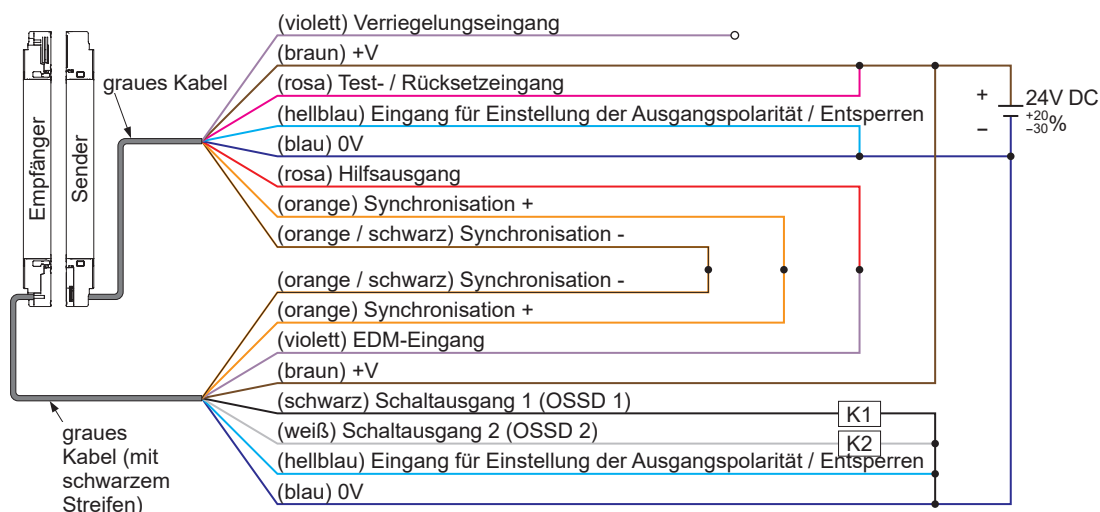 (violett) Verriegelungseingang
(braun) +V
graues Kabel
(rosa) Test- / Rücksetzeingang
+ 24V DC
+20
–30 %
–
(hellblau) Eingang für Einstellung der Ausgangspolarität / Entsperren
(blau) 0V
Empfänger
Sender
(rosa) Hilfsausgang
(orange) Synchronisation +
(orange / schwarz) Synchronisation -
(orange / schwarz) Synchronisation -
(orange) Synchronisation +
(violett) EDM-Eingang
(braun) +V
(schwarz) Schaltausgang 1 (OSSD 1)
K1
(weiß) Schaltausgang 2 (OSSD 2)
K2
(hellblau) Eingang für Einstellung der Ausgangspolarität / Entsperren
(blau) 0V
graues
Kabel (mit
schwarzem
Streifen)